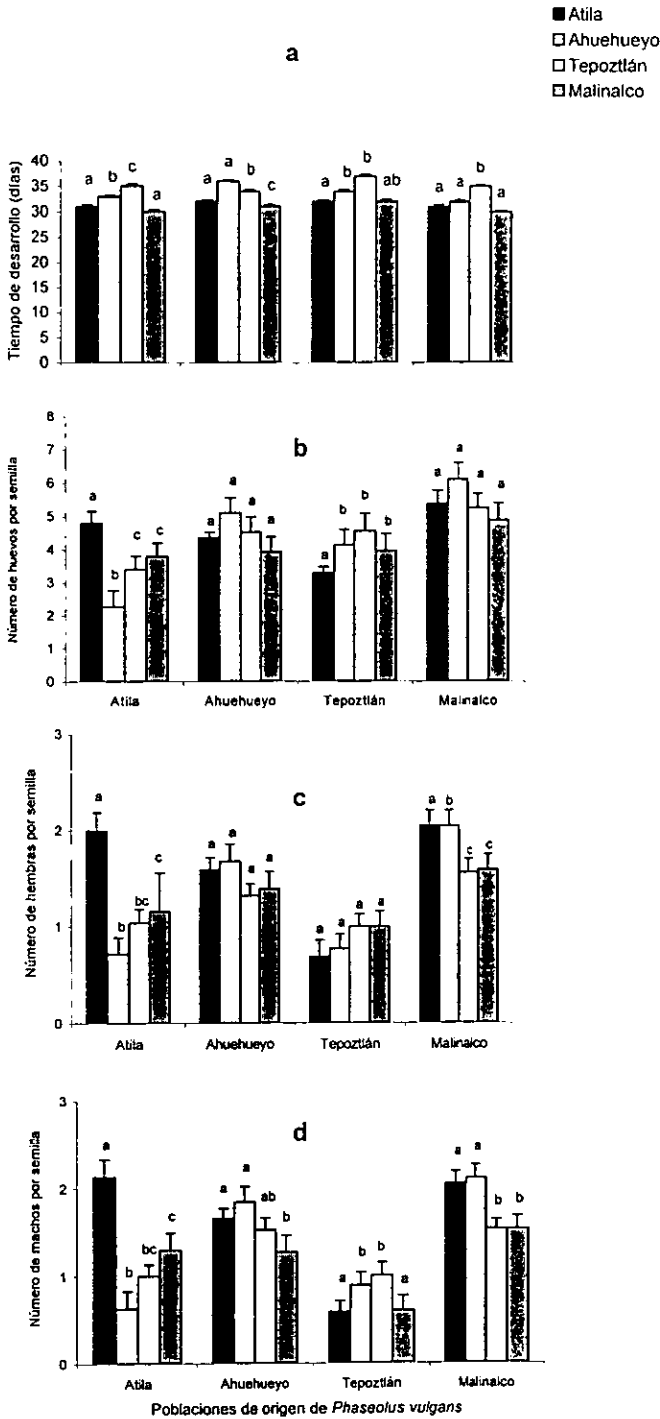 Atila
Ahuehueyo
Tepoztlán
Malinalco
a
Tiempo de desarrollo (días)
40
35
30
25
20
15
10
5
0
a b c a
a a b c
a b b ab
a a b a
b
Número de huevos por semilla
8
7
6
5
4
3
2
1
0
a b c c
a a a a
a b b b
a a a a
Atila Ahuehueyo Tepoztlán Malinalco
c
Número de hembras por semilla
3
2
1
0
a b bc c
a a a a
a a a a
a b c c
Atila Ahuehueyo Tepoztlán Malinalco
d
Número de machos por semilla
3
2
1
0
a b bc c
a a ab b
a b b a
a a b b
Atila Ahuehueyo Tepoztlán Malinalco
Poblaciones de origen de Phaseolus vulgans